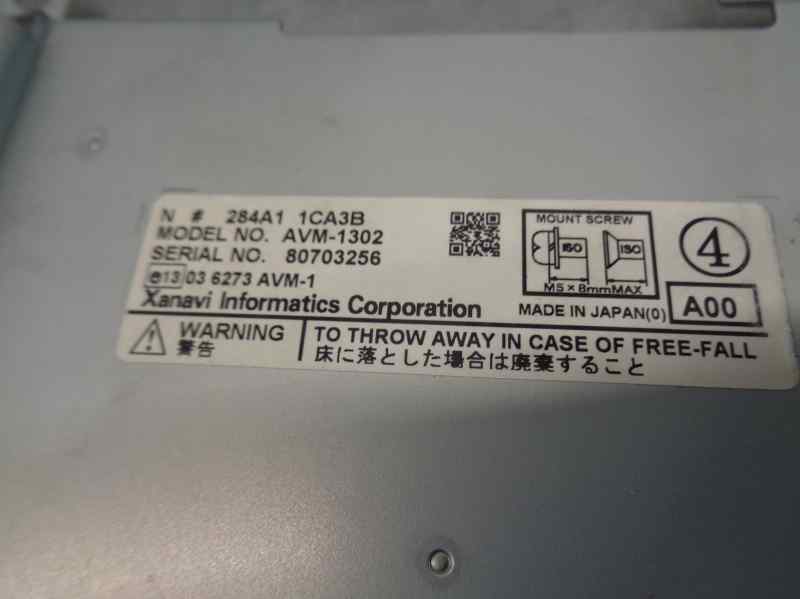 N # 284A1 1CA3B
MODEL NO. AVM-1302
SERIAL NO. 80703256
e13 03 6273 AVM-1
Xanavi Informatics Corporation
MOUNT SCREW
ISO ISO
M5×8mmMAX
MADE IN JAPAN(0)
4
A00
WARNING
警告
TO THROW AWAY IN CASE OF FREE-FALL
床に落とした場合は廃棄すること